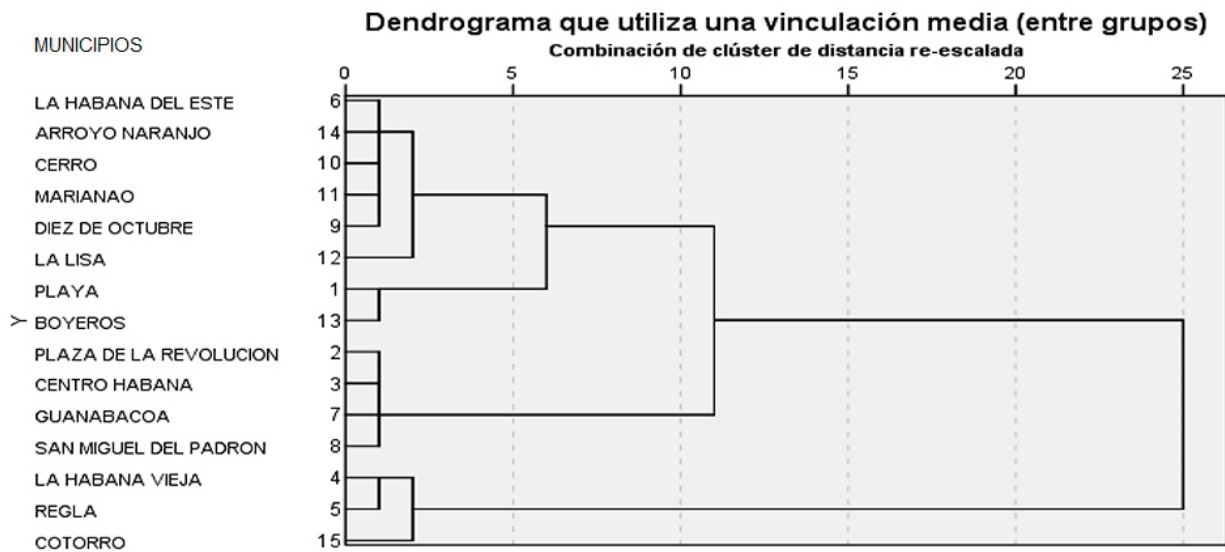 Dendrograma que utiliza una vinculación media (entre grupos)
MUNICIPIOS
Combinación de clúster de distancia re-escalada
0 5 10 15 20 25
LA HABANA DEL ESTE 6
ARROYO NARANJO 14
CERRO 10
MARIANAO 11
DIEZ DE OCTUBRE 9
LA LISA 12
PLAYA 1
Y BOYEROS 13
PLAZA DE LA REVOLUCION 2
CENTRO HABANA 3
GUANABACOA 7
SAN MIGUEL DEL PADRON 8
LA HABANA VIEJA 4
REGLA 5
COTORRO 15